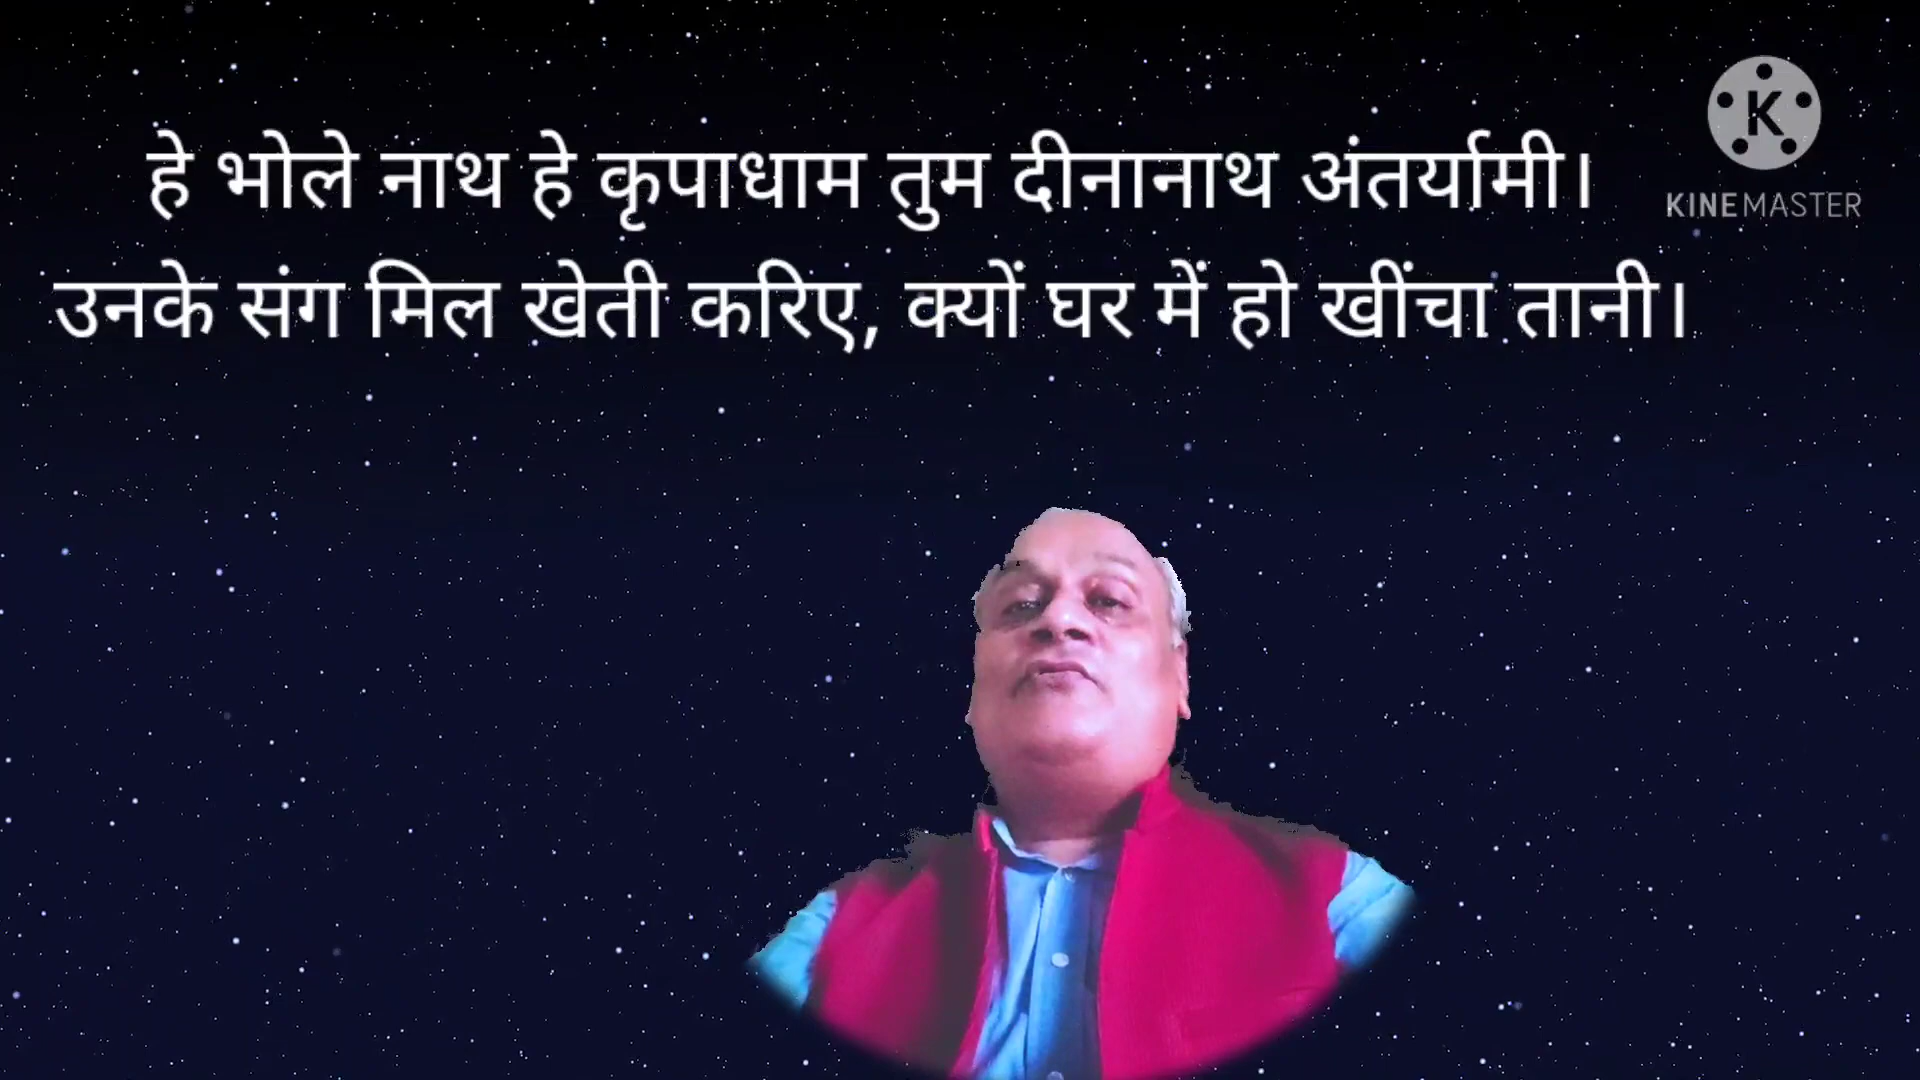 हे भोले नाथ हे कृपाधाम तुम दीनानाथ अंतर्यामी।
उनके संग मिल खेती करिए, क्यों घर में हो खींचा तानी।
K
KINEMASTER